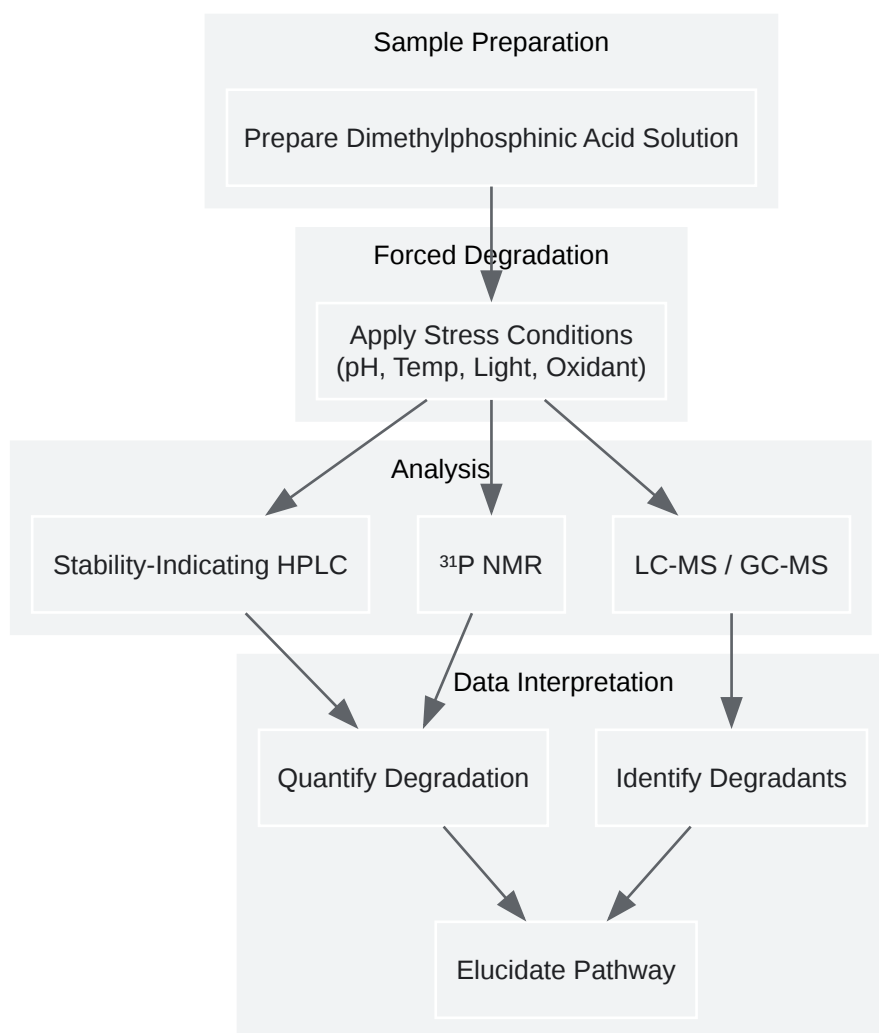 Sample Preparation
Prepare Dimethylphosphinic Acid Solution
Forced Degradation
Apply Stress Conditions
(pH, Temp, Light, Oxidant)
Analysis
Stability-Indicating HPLC
³¹P NMR
LC-MS / GC-MS
Data Interpretation
Quantify Degradation
Identify Degradants
Elucidate Pathway